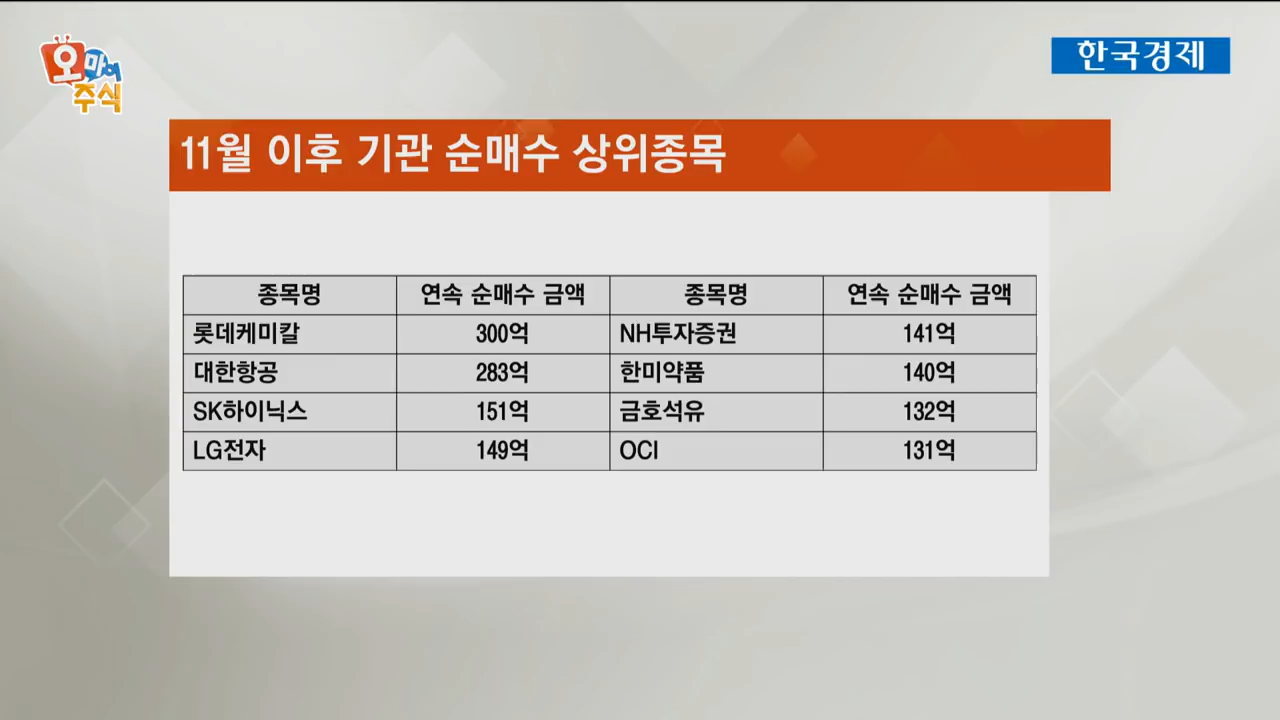 오마이
주식
한국경제
11월 이후 기관 순매수 상위종목
종목명 연속 순매수 금액 종목명 연속 순매수 금액
롯데케미칼 300억 NH투자증권 141억
대한항공 283억 한미약품 140억
SK하이닉스 151억 금호석유 132억
LG전자 149억 OCI 131억